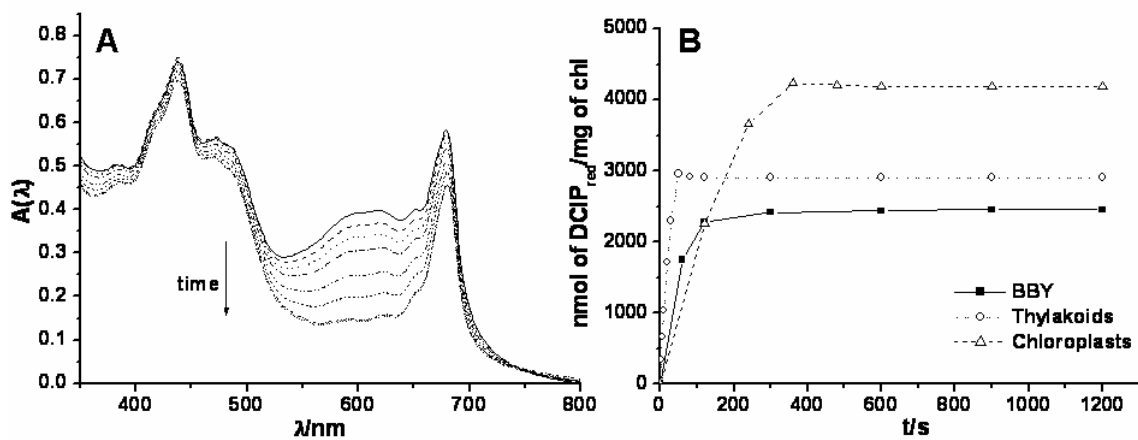 A
B
0.8
0.7
0.6
0.5
0.4
0.3
0.2
0.1
0.0
A(λ)
time
400
500
600
700
800
λ/nm
5000
4000
3000
2000
1000
0
nmol of DCIP_red/mg of chl
BBY
Thylakoids
Chloroplasts
0
200
400
600
800
1000
1200
t/s